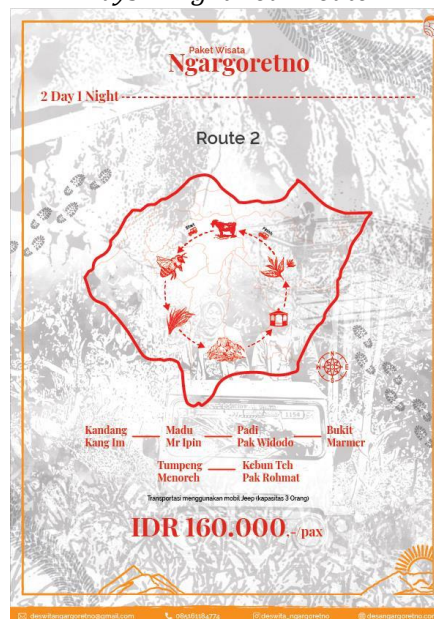 Paket Wisata
Ngargoretno
2 Day 1 Night
Route 2
Start
Finish
N
W E
S
Kandang Kang Im
Madu Mr Ipin
Padi Pak Widodo
Bukit Marmer
Tumpeng Menoreh
Kebun Teh Pak Rohmat
Transportasi menggunakan mobil Jeep (kapasitas 3 Orang)
IDR 160.000,-/pax
deswitangargoretno@gmail.com
deswita_ngargoretno